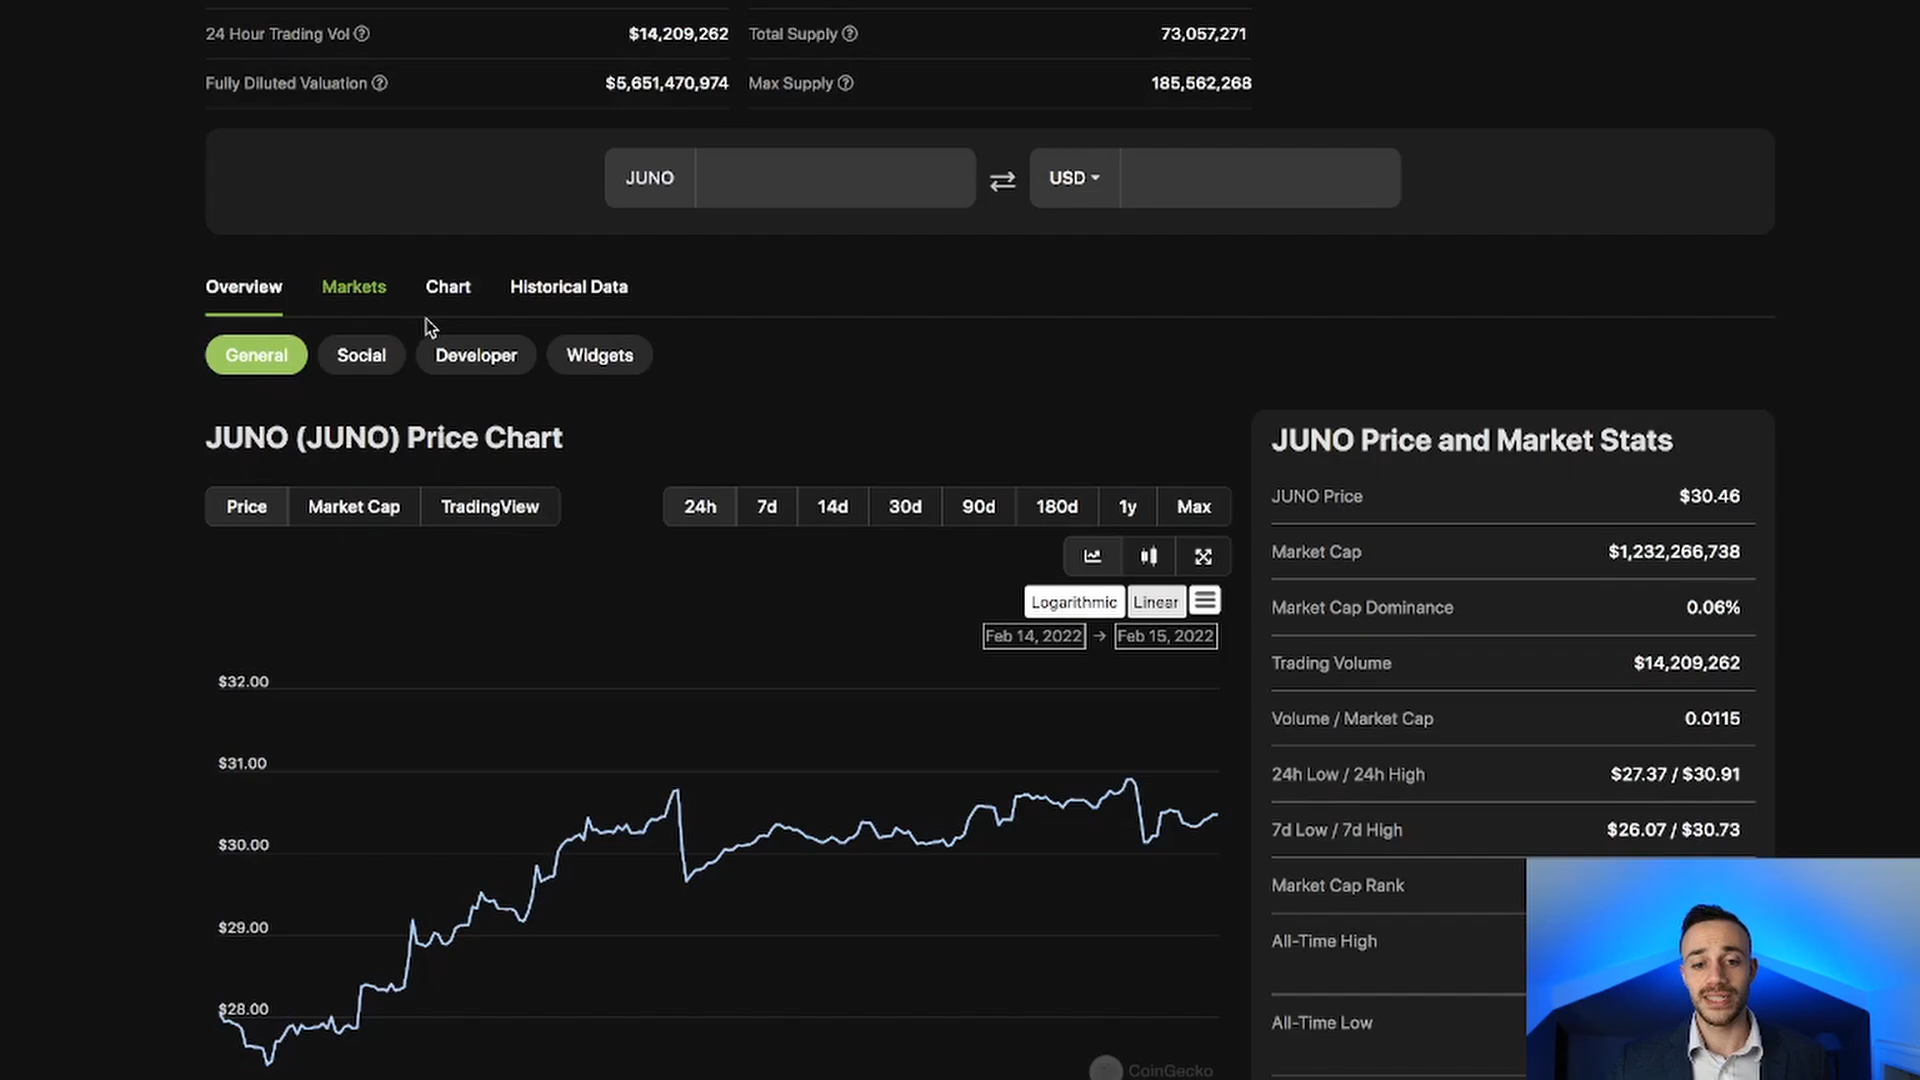 24 Hour Trading Vol $14,209,262 Total Supply 73,057,271
Fully Diluted Valuation $5,651,470,974 Max Supply 185,562,268
JUNO USD
Overview Markets Chart Historical Data
General Social Developer Widgets
JUNO (JUNO) Price Chart
Price Market Cap TradingView 24h 7d 14d 30d 90d 180d 1y Max
Logarithmic Linear
Feb 14, 2022 → Feb 15, 2022
$32.00
$31.00
$30.00
$29.00
$28.00
CoinGecko
JUNO Price and Market Stats
JUNO Price $30.46
Market Cap $1,232,266,738
Market Cap Dominance 0.06%
Trading Volume $14,209,262
Volume / Market Cap 0.0115
24h Low / 24h High $27.37 / $30.91
7d Low / 7d High $26.07 / $30.73
Market Cap Rank
All-Time High
All-Time Low